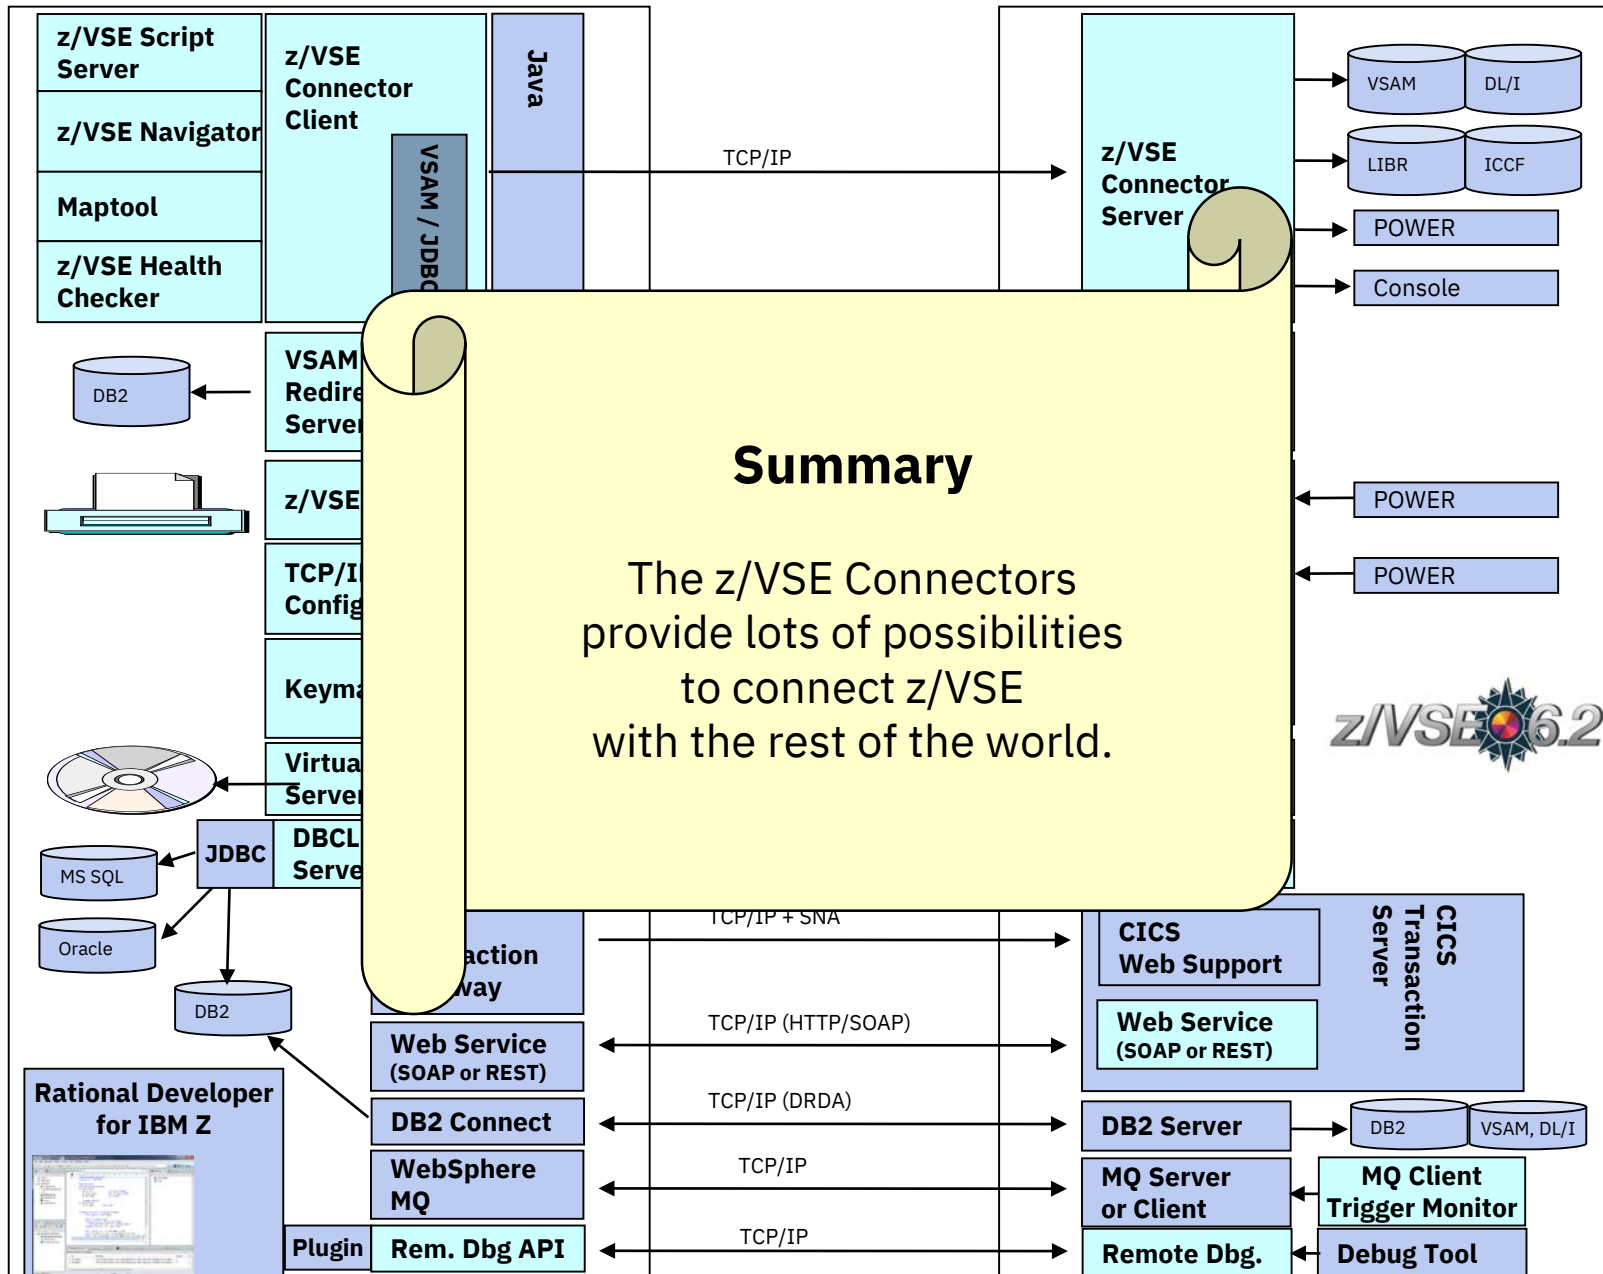 z/VSE Script
Server
z/VSE Navigator
Maptool
z/VSE Health
Checker
z/VSE
Connector
Client
VSAM / JDBC
Java
TCP/IP
z/VSE
Connector
Server
VSAM
DL/I
LIBR
ICCF
POWER
Console
DB2
VSAM
Server
z/VSE
POWER
POWER
Summary
The z/VSE Connectors
provide lots of possibilities
to connect z/VSE
with the rest of the world.
z/VSE 6.2
JDBC
MS SQL
Oracle
DB2
TCP/IP + SNA
CICS
Web Support
CICS
Transaction
Server
Web Service
(SOAP or REST)
TCP/IP (HTTP/SOAP)
Web Service
(SOAP or REST)
DB2 Connect
TCP/IP (DRDA)
DB2 Server
DB2
VSAM, DL/I
WebSphere
MQ
TCP/IP
MQ Server
or Client
MQ Client
Trigger Monitor
Rational Developer
for IBM Z
Plugin
Rem. Dbg API
TCP/IP
Remote Dbg.
Debug Tool